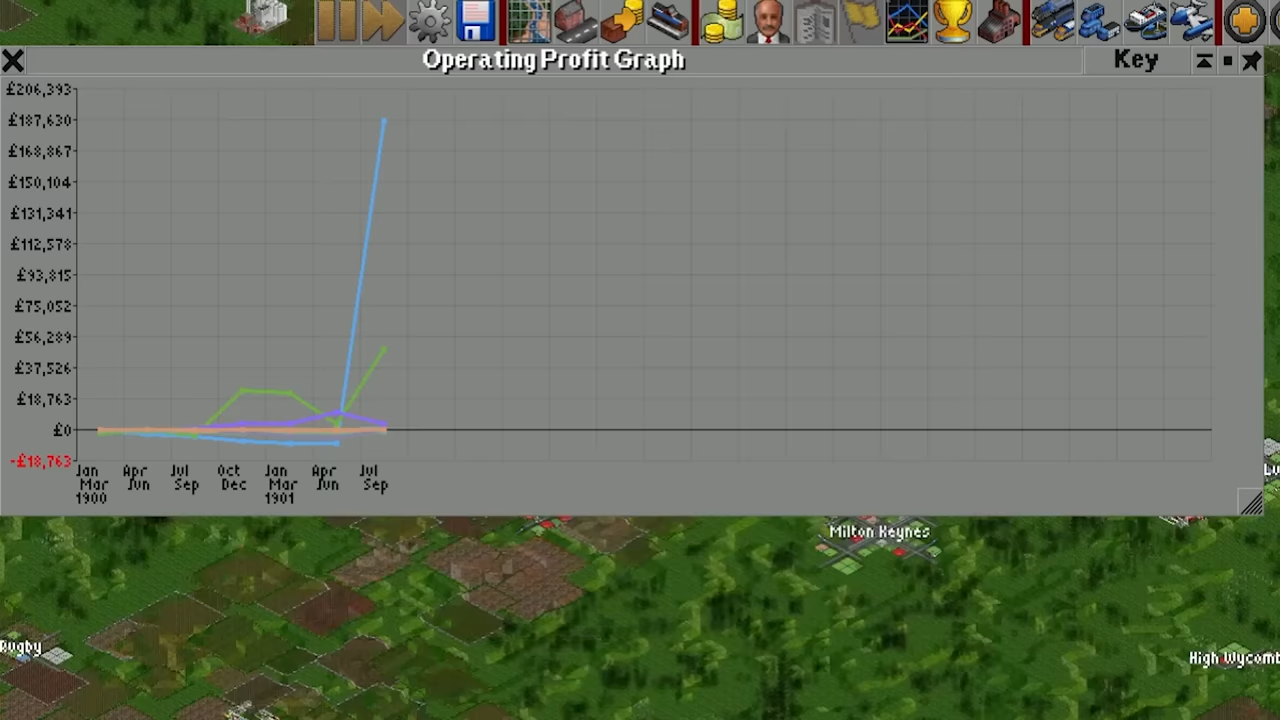 Operating Profit Graph
Key
£206,393
£187,630
£168,867
£150,104
£131,341
£112,578
£93,815
£75,052
£56,289
£37,526
£18,763
£0
-£18,763
Jan Apr Jul Oct Jan Apr Jul
Mar Jun Sep Dec Mar Jun Sep
1900 1901
Milton Keynes
Rugby
High Wycomb